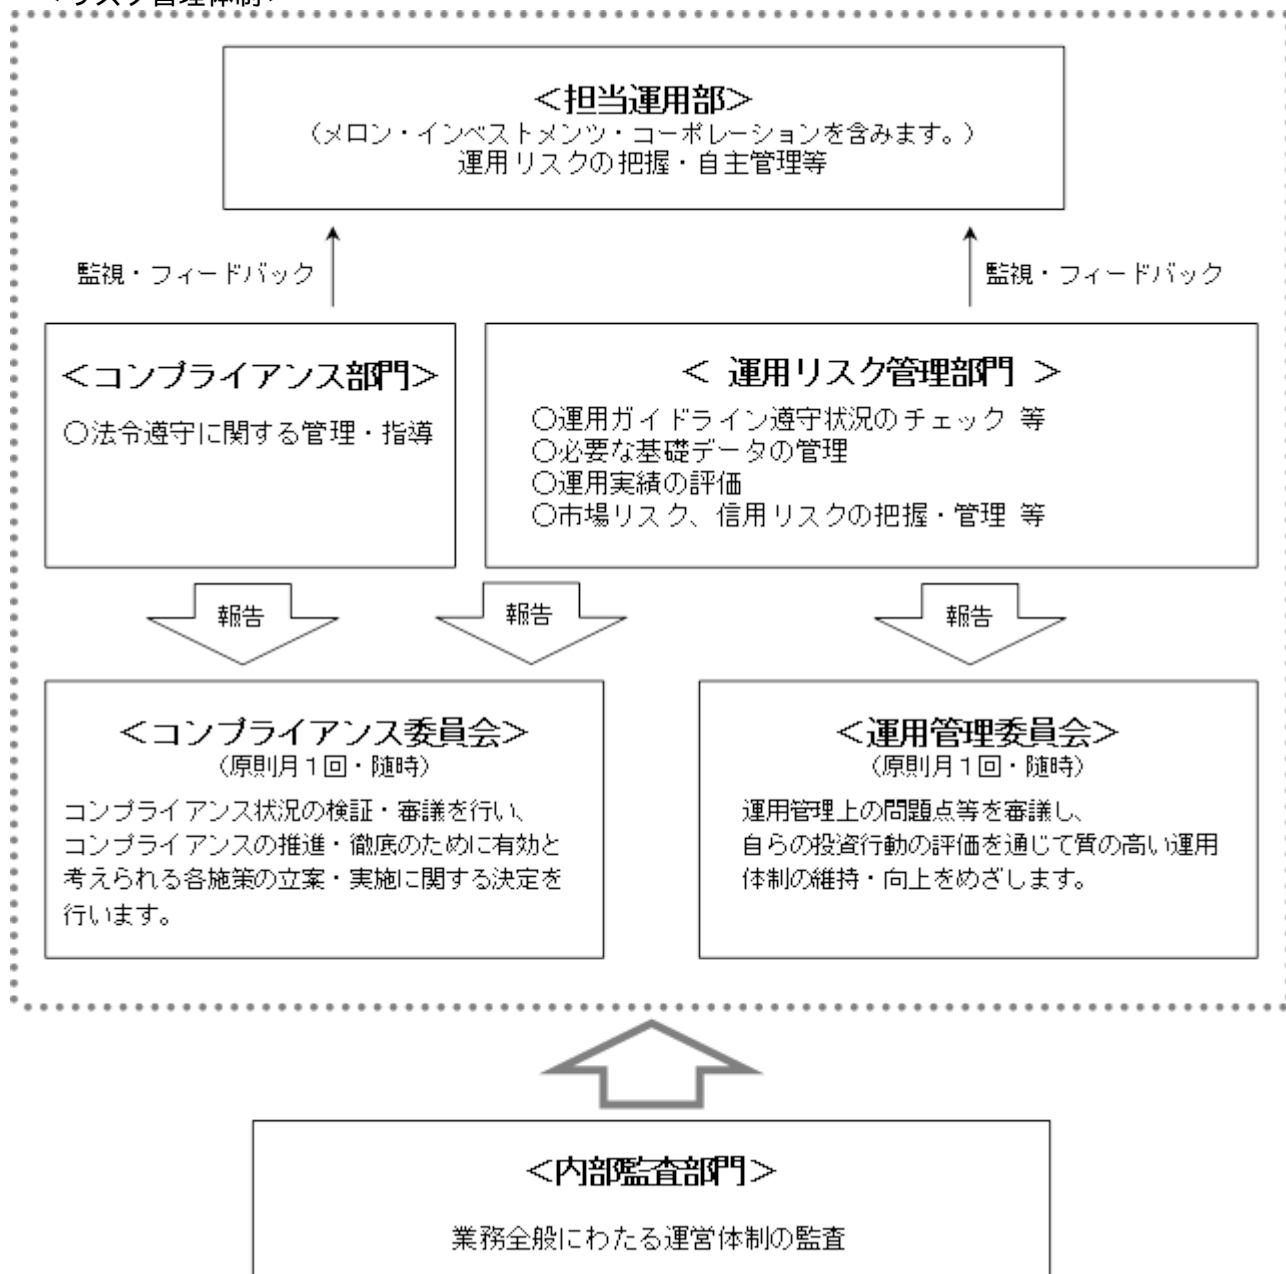 ＜リスク管理体制＞
＜担当運用部＞
（メロン・インベストメンツ・コーポレーションを含みます。）
運用リスクの把握・自主管理等
監視・フィードバック
監視・フィードバック
＜コンプライアンス部門＞
○法令遵守に関する管理・指導
＜ 運用リスク管理部門 ＞
○運用ガイドライン遵守状況のチェック 等
○必要な基礎データの管理
○運用実績の評価
○市場リスク、信用リスクの把握・管理 等
報告
報告
報告
＜コンプライアンス委員会＞
（原則月１回・随時）
コンプライアンス状況の検証・審議を行い、
コンプライアンスの推進・徹底のために有効と
考えられる各施策の立案・実施に関する決定を
行います。
＜運用管理委員会＞
（原則月１回・随時）
運用管理上の問題点等を審議し、
自らの投資行動の評価を通じて質の高い運用
体制の維持・向上をめざします。
＜内部監査部門＞
業務全般にわたる運営体制の監査